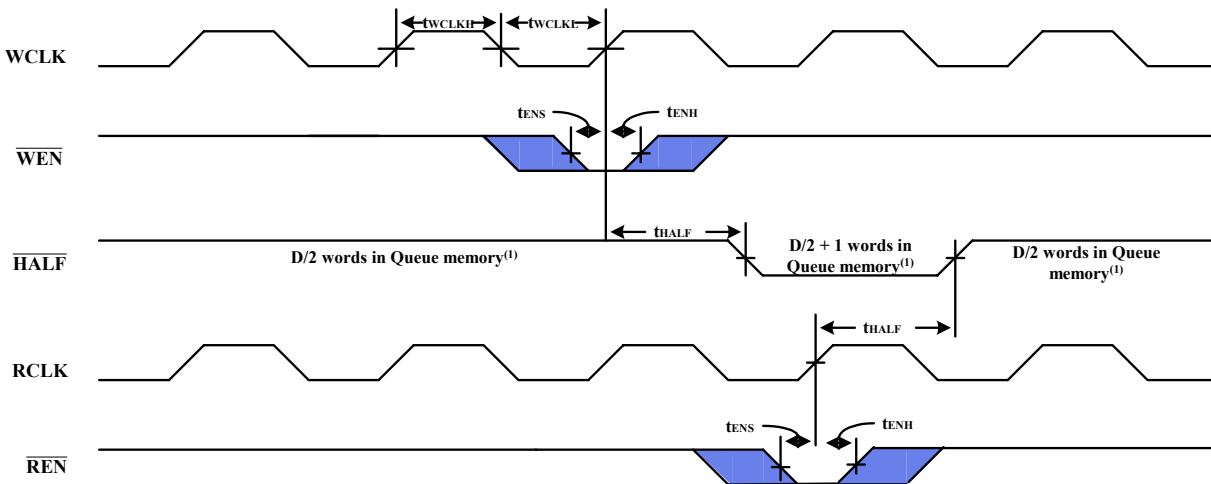 tWCLKH tWCLKL
WCLK
tENS tENH
WEN
tHALF
HALF
D/2 words in Queue memory(1)
D/2 + 1 words in
Queue memory(1)
D/2 words in Queue
memory(1)
tHALF
RCLK
tENS tENH
REN